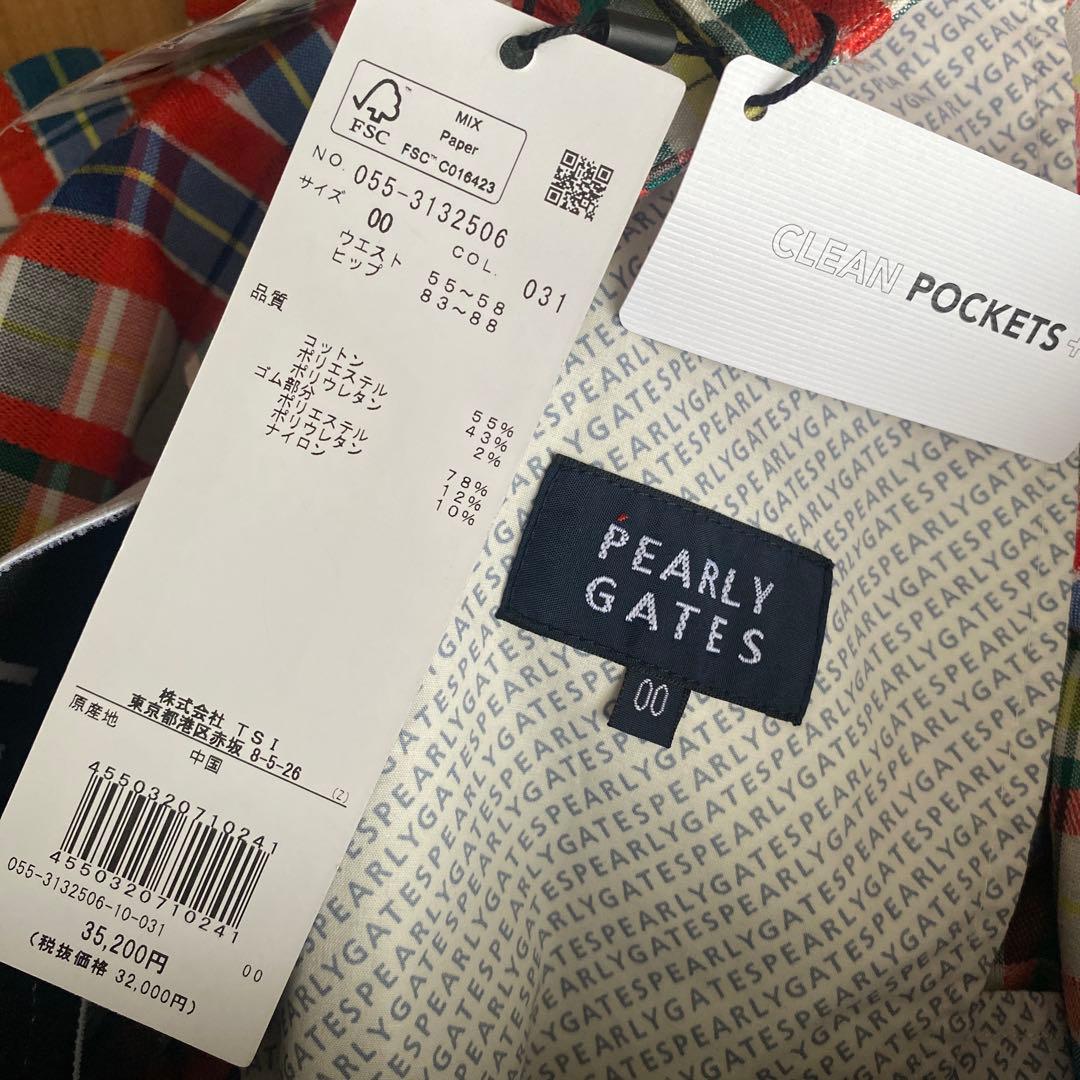 FSC
MIX
Paper
FSC™ C016423
NO. 055-3132506
サイズ 00 COL. 031
ウエスト 55~58
ヒップ 83~88
品質
コットン 55%
ポリエステル 43%
ポリウレタン 2%
ゴム部分
ポリエステル 78%
ポリウレタン 12%
ナイロン 10%
株式会社 TSI
東京都港区赤坂 8-5-26
原産地 中国
(Z)
4550320710241
4550320710241
055-3132506-10-031
35,200円 00
(税抜価格 32,000円)
CLEAN POCKETS+
PEARLY
GATES
00
PEARLYGATESPEARLYGATESPEARLYGATES